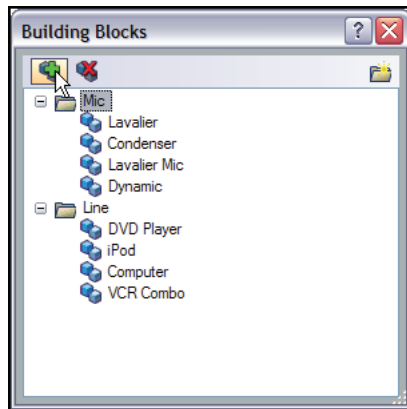 Building Blocks
Mic
Lavalier
Condenser
Lavalier Mic
Dynamic
Line
DVD Player
iPod
Computer
VCR Combo